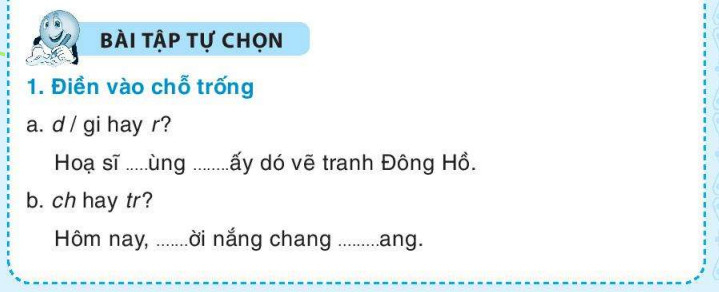 BÀI TẬP TỰ CHỌN
1. Điền vào chỗ trống
a. d / gi hay r?
Hoạ sĩ .....ùng ........ấy dó vẽ tranh Đông Hồ.
b. ch hay tr?
Hôm nay, .......ời nắng chang .........ang.